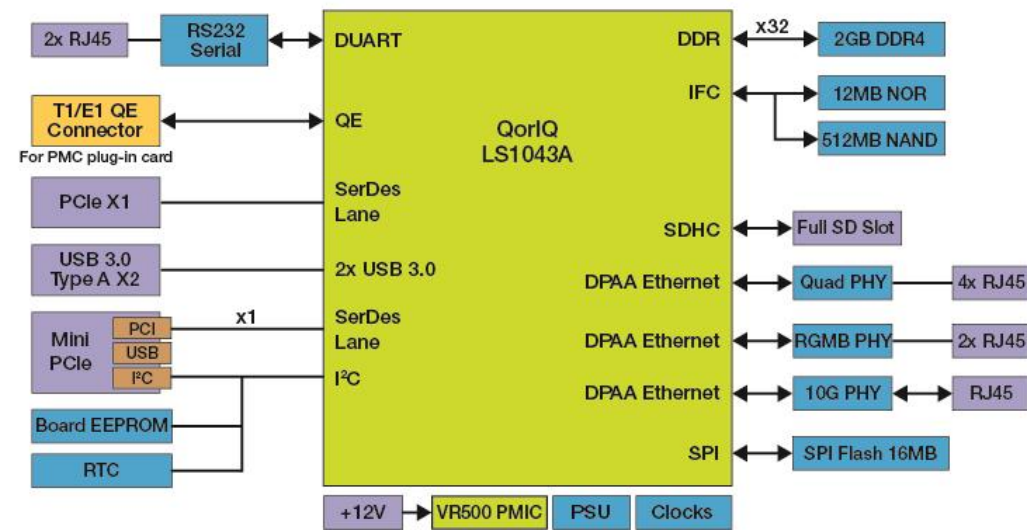 2x RJ45
RS232
Serial
DUART
DDR
x32
2GB DDR4
IFC
12MB NOR
512MB NAND
T1/E1 QE
Connector
For PMC plug-in card
QE
QorIQ
LS1043A
PCIe X1
SerDes
Lane
SDHC
Full SD Slot
USB 3.0
Type A X2
2x USB 3.0
DPAA Ethernet
Quad PHY
4x RJ45
Mini
PCIe
PCI
USB
I²C
x1
SerDes
Lane
I²C
DPAA Ethernet
RGMB PHY
2x RJ45
DPAA Ethernet
10G PHY
RJ45
Board EEPROM
RTC
SPI
SPI Flash 16MB
+12V
VR500 PMIC
PSU
Clocks